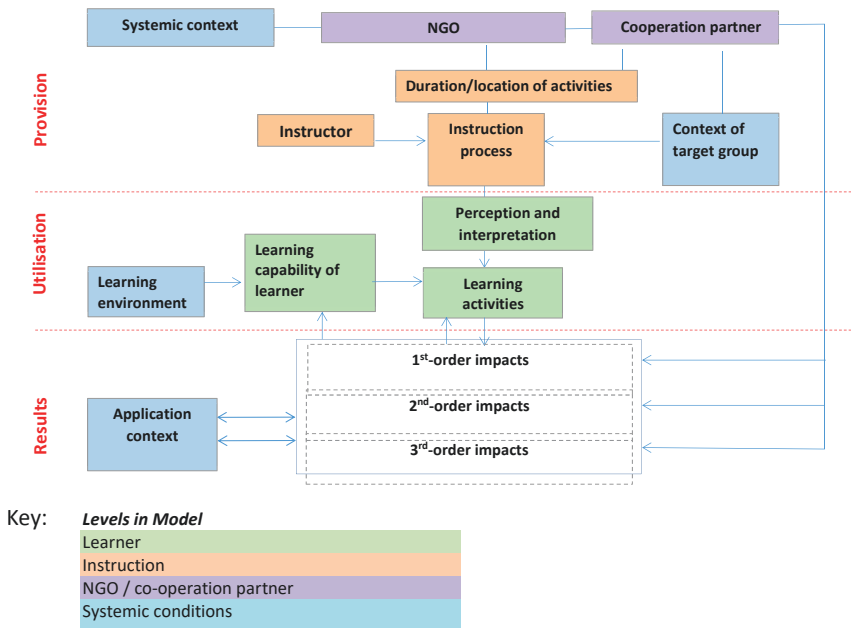 Systemic context
NGO
Cooperation partner
Provision
Duration/location of activities
Instructor
Instruction
process
Context of
target group
Utilisation
Perception and
interpretation
Learning
capability of
learner
Learning
environment
Learning
activities
Results
1st-order impacts
Application
context
2nd-order impacts
3rd-order impacts
Key:
Levels in Model
Learner
Instruction
NGO / co-operation partner
Systemic conditions